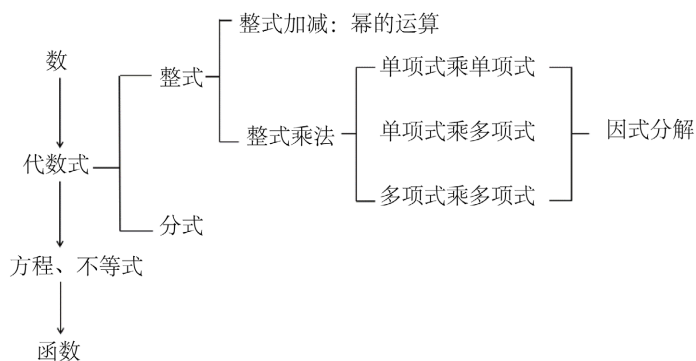 整式加减：幂的运算
数
整式
单项式乘单项式
整式乘法
单项式乘多项式
因式分解
代数式
多项式乘多项式
分式
方程、不等式
函数